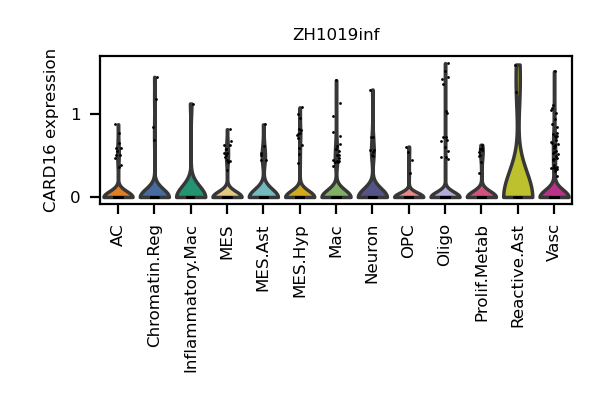 ZH1019inf
CARD16 expression
1
0
AC
Chromatin.Reg
Inflammatory.Mac
MES
MES.Ast
MES.Hyp
Mac
Neuron
OPC
Oligo
Prolif.Metab
Reactive.Ast
Vasc